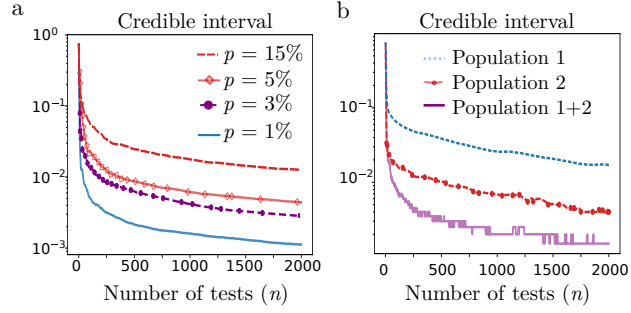 a
Credible interval
10⁰
10⁻¹
10⁻²
10⁻³
p = 15%
p = 5%
p = 3%
p = 1%
0 500 1000 1500 2000
Number of tests (n)
b
Credible interval
10⁻¹
10⁻²
Population 1
Population 2
Population 1+2
0 500 1000 1500 2000
Number of tests (n)